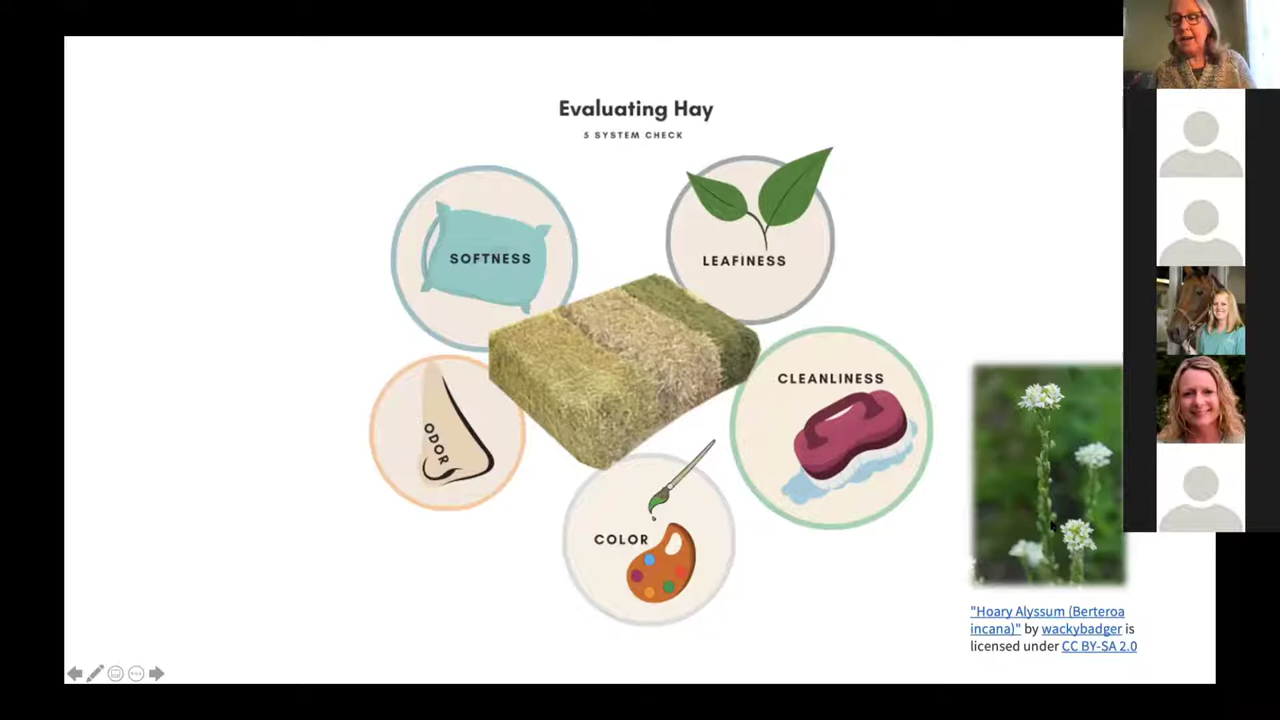 Evaluating Hay
5 SYSTEM CHECK
SOFTNESS
LEAFINESS
CLEANLINESS
ODOR
COLOR
"Hoary Alyssum (Berteroa
incana)" by wackybadger is
licensed under CC BY-SA 2.0